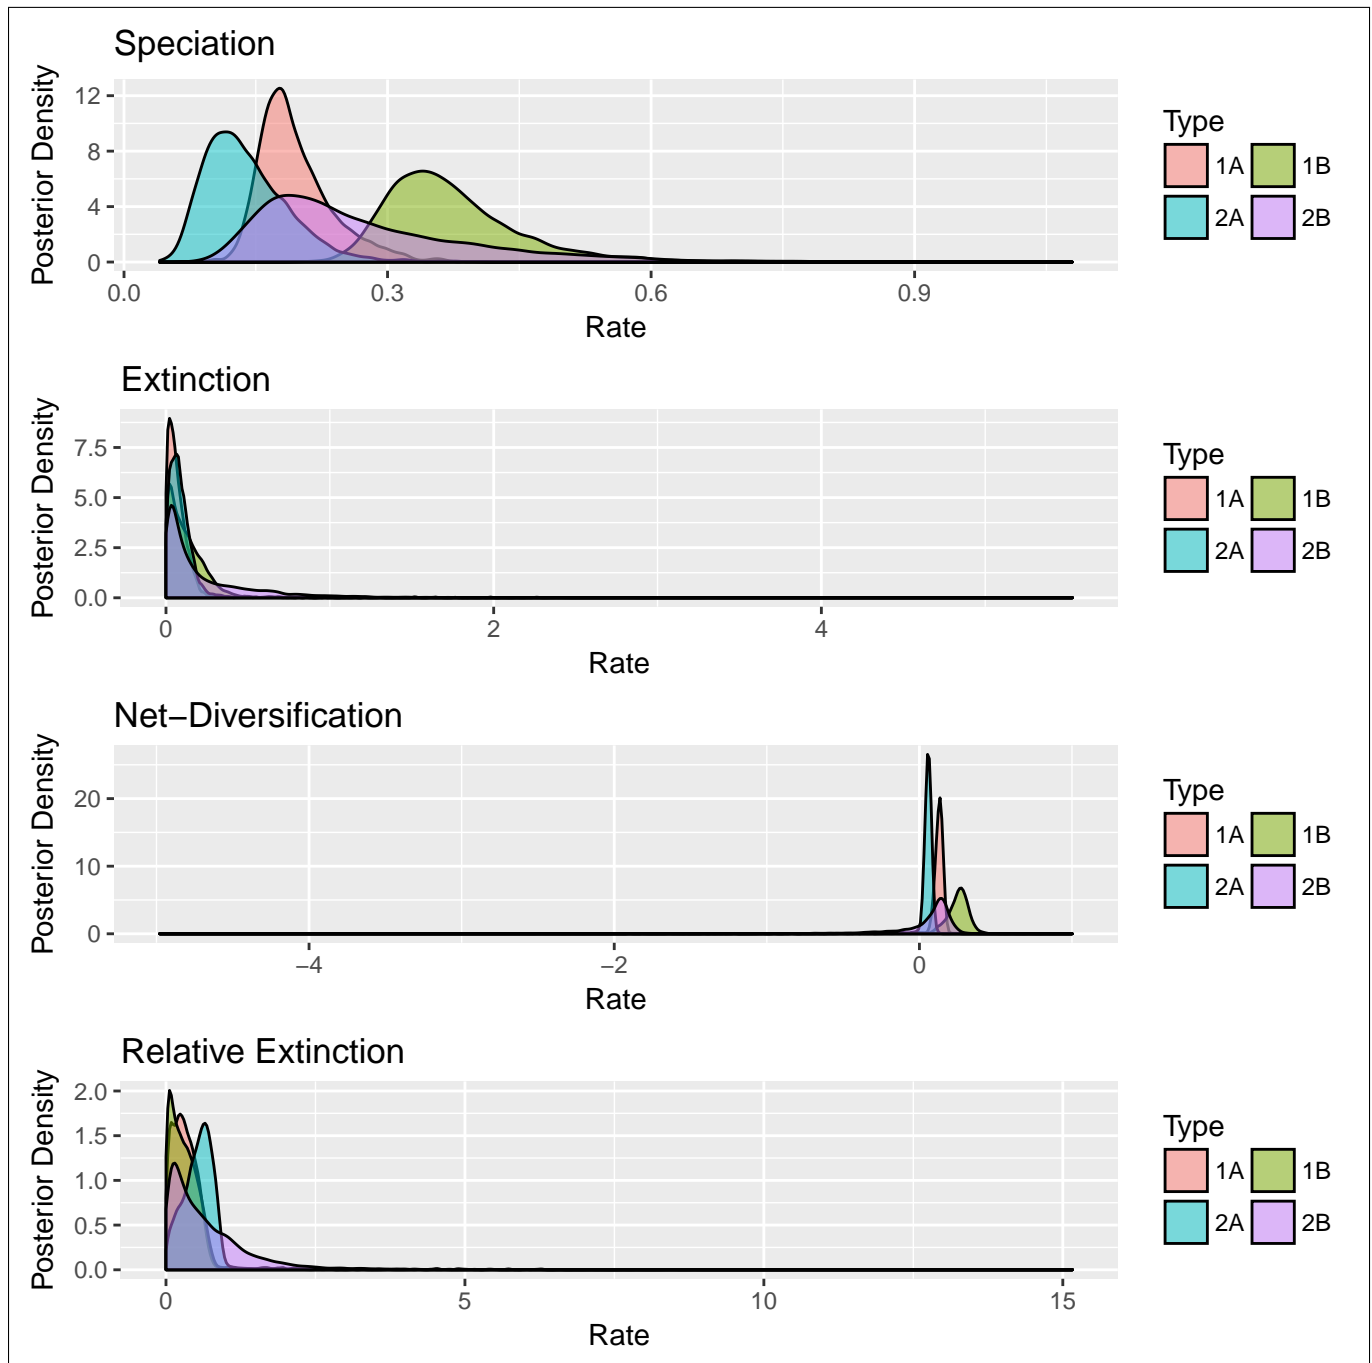 Speciation
Posterior Density
12
8
4
0
0.0 0.3 0.6 0.9
Rate
Type
1A 1B
2A 2B
Extinction
Posterior Density
7.5
5.0
2.5
0.0
0 2 4
Rate
Type
1A 1B
2A 2B
Net−Diversification
Posterior Density
20
10
0
−4 −2 0
Rate
Type
1A 1B
2A 2B
Relative Extinction
Posterior Density
2.0
1.5
1.0
0.5
0.0
0 5 10 15
Rate
Type
1A 1B
2A 2B